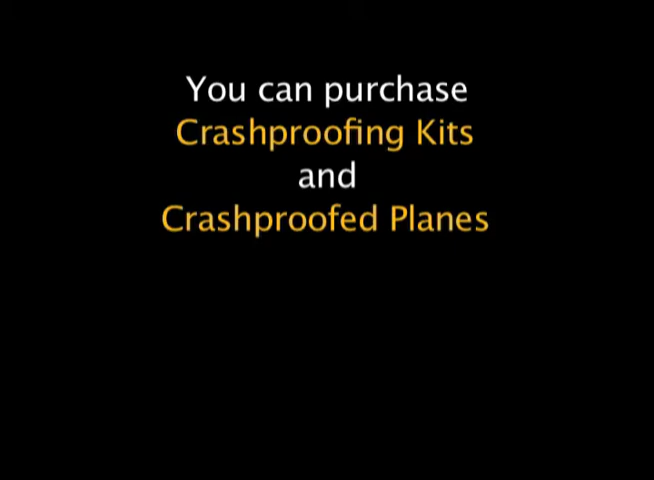 You can purchase
Crashproofing Kits
and
Crashproofed Planes